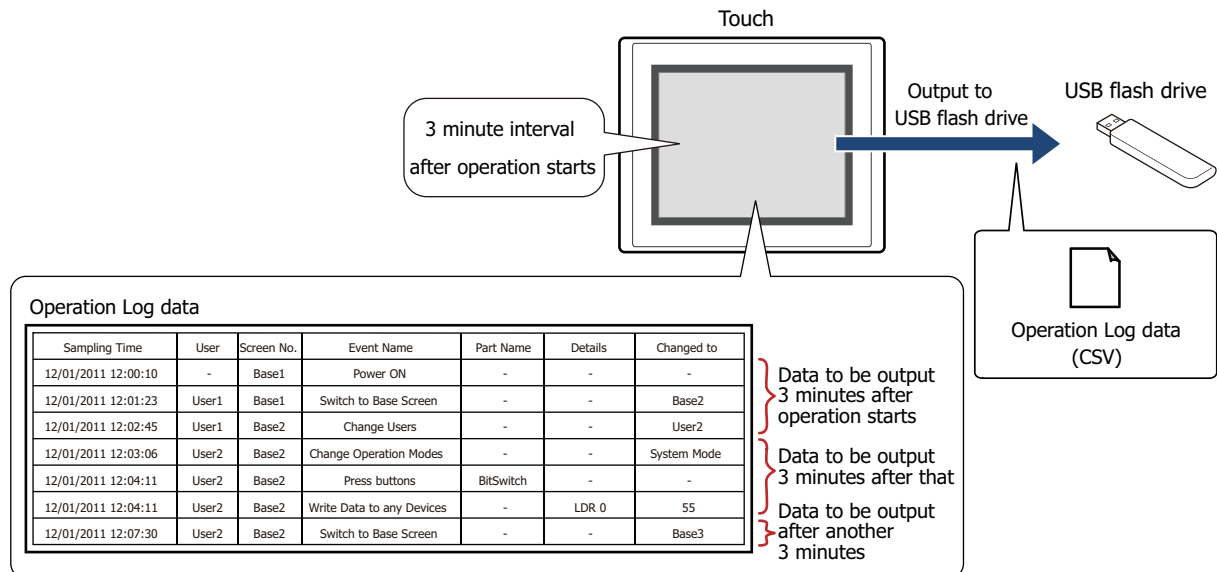 Touch
3 minute interval
after operation starts
Output to
USB flash drive
USB flash drive
Operation Log data
(CSV)
Operation Log data
Sampling Time User Screen No. Event Name Part Name Details Changed to
12/01/2011 12:00:10 - Base1 Power ON - - -
12/01/2011 12:01:23 User1 Base1 Switch to Base Screen - - Base2
12/01/2011 12:02:45 User1 Base2 Change Users - - User2
12/01/2011 12:03:06 User2 Base2 Change Operation Modes - - System Mode
12/01/2011 12:04:11 User2 Base2 Press buttons BitSwitch - -
12/01/2011 12:04:11 User2 Base2 Write Data to any Devices - LDR 0 55
12/01/2011 12:07:30 User2 Base2 Switch to Base Screen - - Base3
Data to be output
3 minutes after
operation starts
Data to be output
3 minutes after that
Data to be output
after another
3 minutes